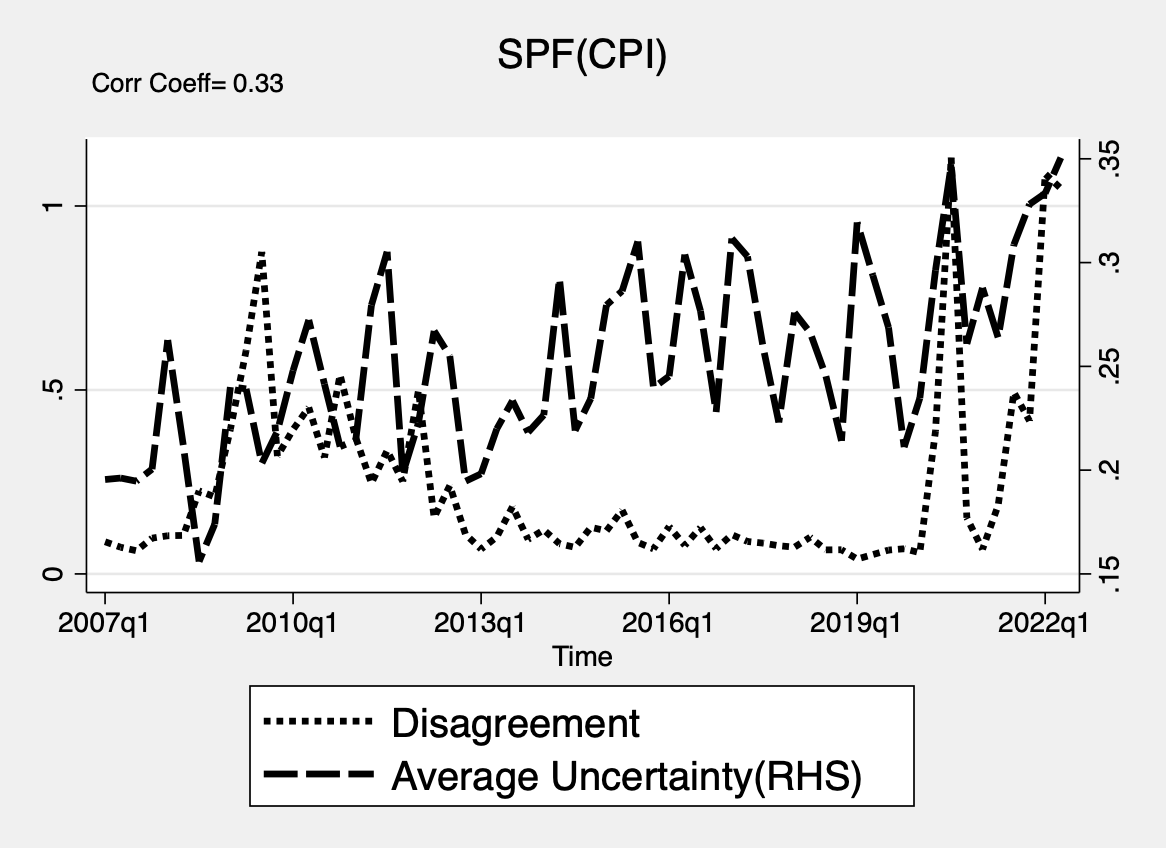 SPF(CPI)
Corr Coeff= 0.33
1
.5
0
.35
.3
.25
.2
.15
2007q1 2010q1 2013q1 2016q1 2019q1 2022q1
Time
Disagreement
Average Uncertainty(RHS)